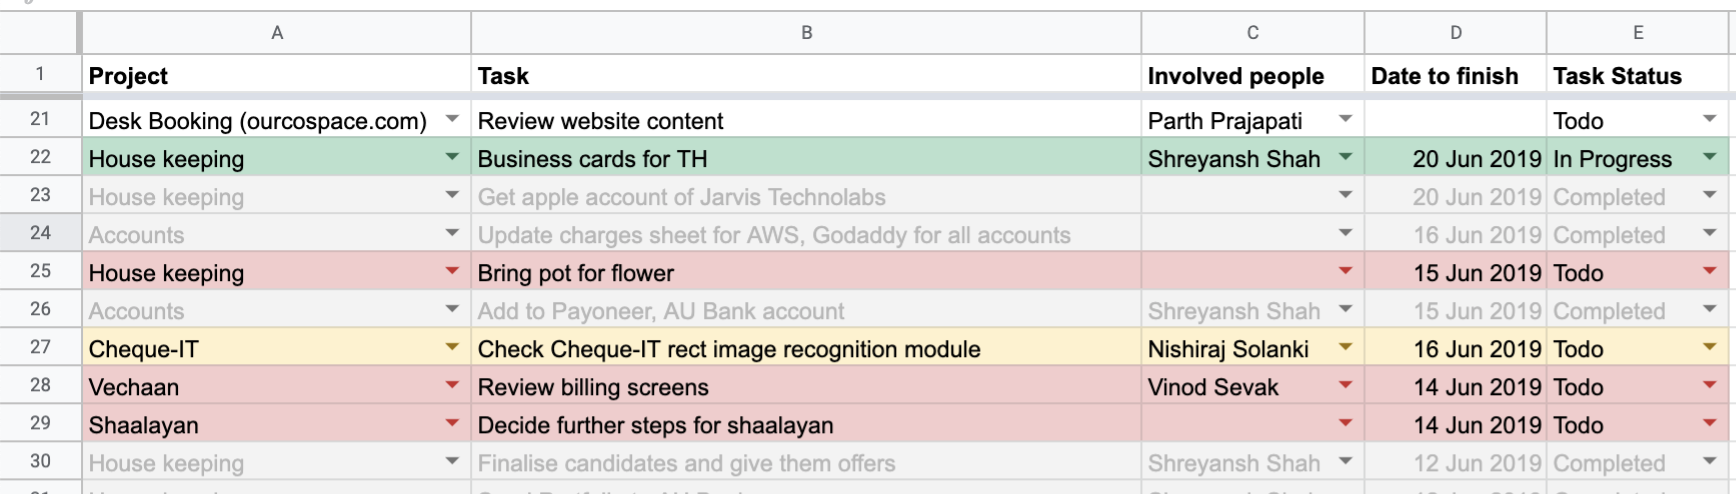 A B C D E
1 Project Task Involved people Date to finish Task Status
21 Desk Booking (ourcospace.com) Review website content Parth Prajapati Todo
22 House keeping Business cards for TH Shreyansh Shah 20 Jun 2019 In Progress
23 House keeping Get apple account of Jarvis Technolabs 20 Jun 2019 Completed
24 Accounts Update charges sheet for AWS, Godaddy for all accounts 16 Jun 2019 Completed
25 House keeping Bring pot for flower 15 Jun 2019 Todo
26 Accounts Add to Payoneer, AU Bank account Shreyansh Shah 15 Jun 2019 Completed
27 Cheque-IT Check Cheque-IT rect image recognition module Nishiraj Solanki 16 Jun 2019 Todo
28 Vechaan Review billing screens Vinod Sevak 14 Jun 2019 Todo
29 Shaalayan Decide further steps for shaalayan 14 Jun 2019 Todo
30 House keeping Finalise candidates and give them offers Shreyansh Shah 12 Jun 2019 Completed